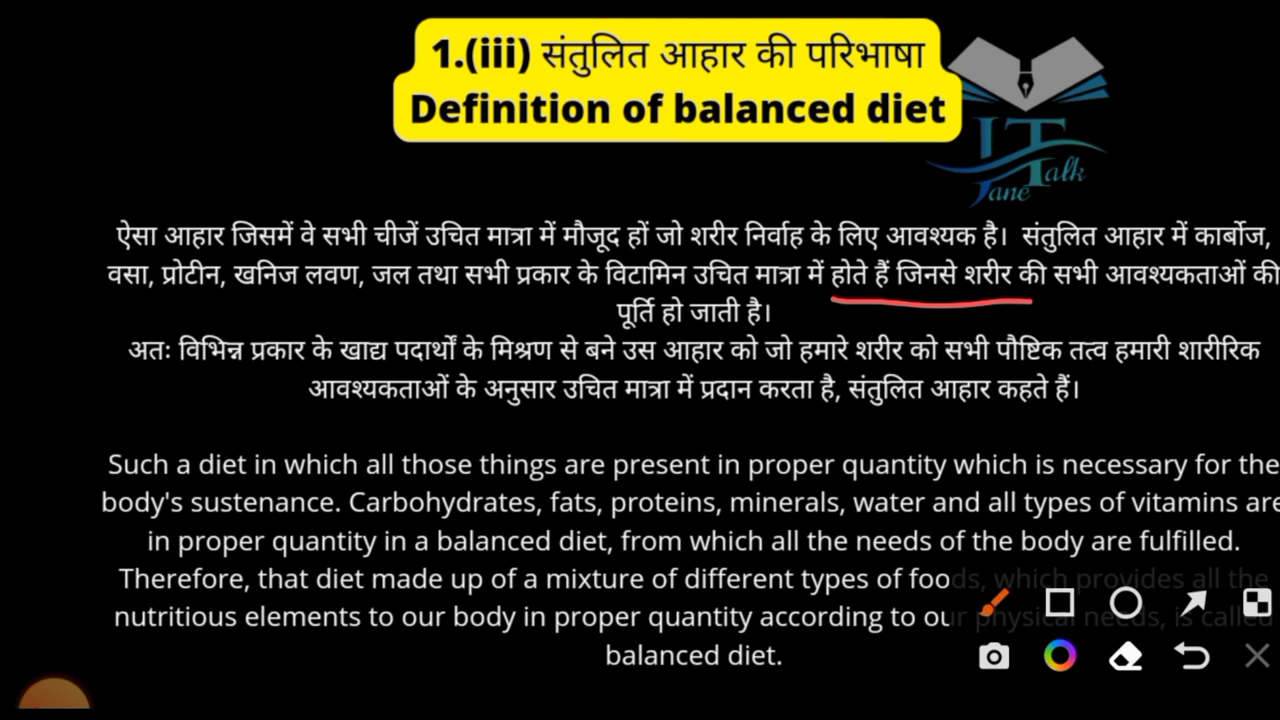 1.(iii) संतुलित आहार की परिभाषा
Definition of balanced diet
JT
Talk
Jane
ऐसा आहार जिसमें वे सभी चीजें उचित मात्रा में मौजूद हों जो शरीर निर्वाह के लिए आवश्यक है। संतुलित आहार में कार्बोज,
वसा, प्रोटीन, खनिज लवण, जल तथा सभी प्रकार के विटामिन उचित मात्रा में होते हैं जिनसे शरीर की सभी आवश्यकताओं की
पूर्ति हो जाती है।
अतः विभिन्न प्रकार के खाद्य पदार्थों के मिश्रण से बने उस आहार को जो हमारे शरीर को सभी पौष्टिक तत्व हमारी शारीरिक
आवश्यकताओं के अनुसार उचित मात्रा में प्रदान करता है, संतुलित आहार कहते हैं।
Such a diet in which all those things are present in proper quantity which is necessary for the
body's sustenance. Carbohydrates, fats, proteins, minerals, water and all types of vitamins are
in proper quantity in a balanced diet, from which all the needs of the body are fulfilled.
Therefore, that diet made up of a mixture of different types of foods, which provides all the
nutritious elements to our body in proper quantity according to our physical needs, is called
balanced diet.